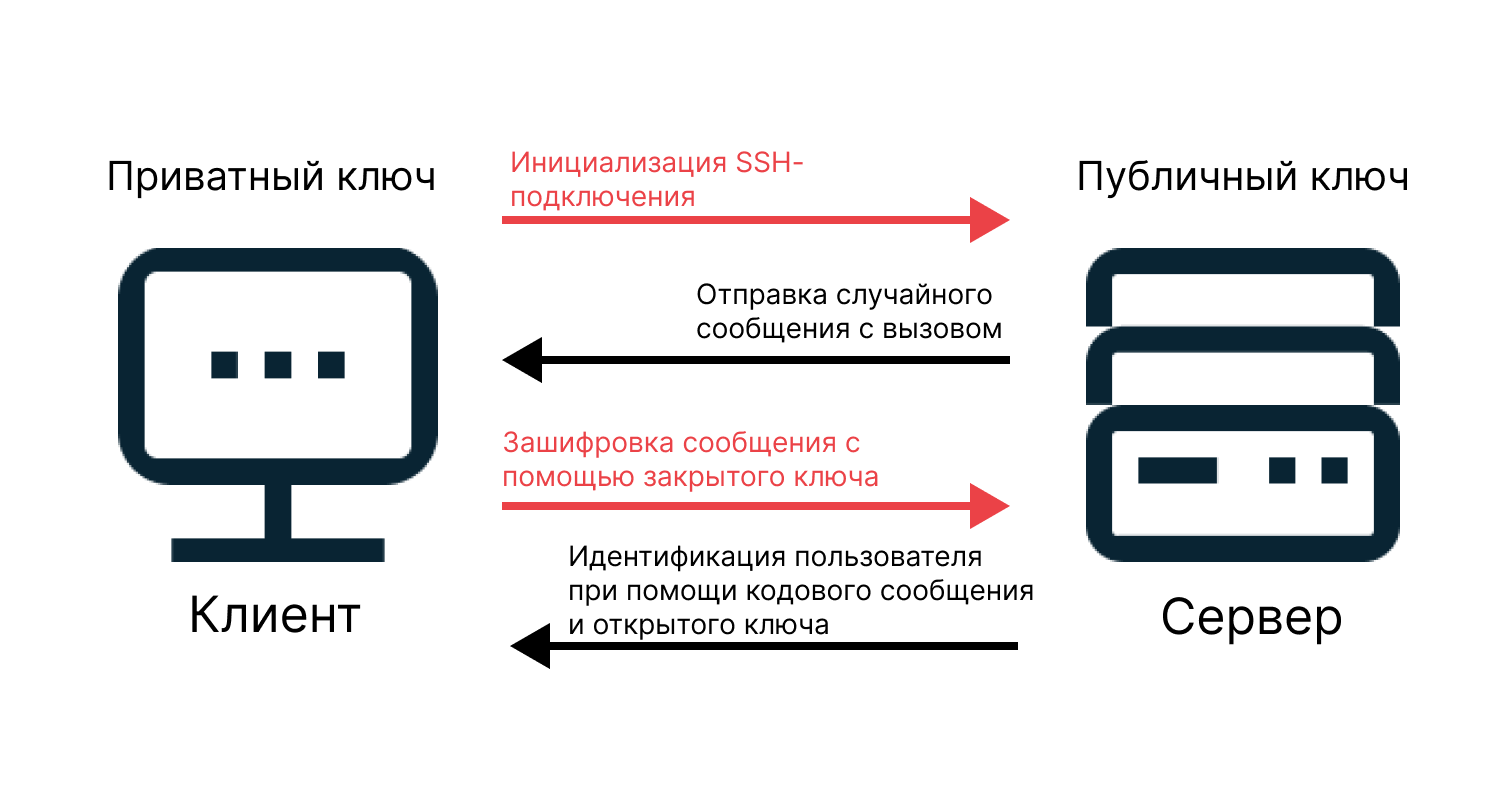 Приватный ключ
Инициализация SSH-
подключения
Публичный ключ
Отправка случайного
сообщения с вызовом
Зашифровка сообщения с
помощью закрытого ключа
Идентификация пользователя
при помощи кодового сообщения
и открытого ключа
Клиент
Сервер